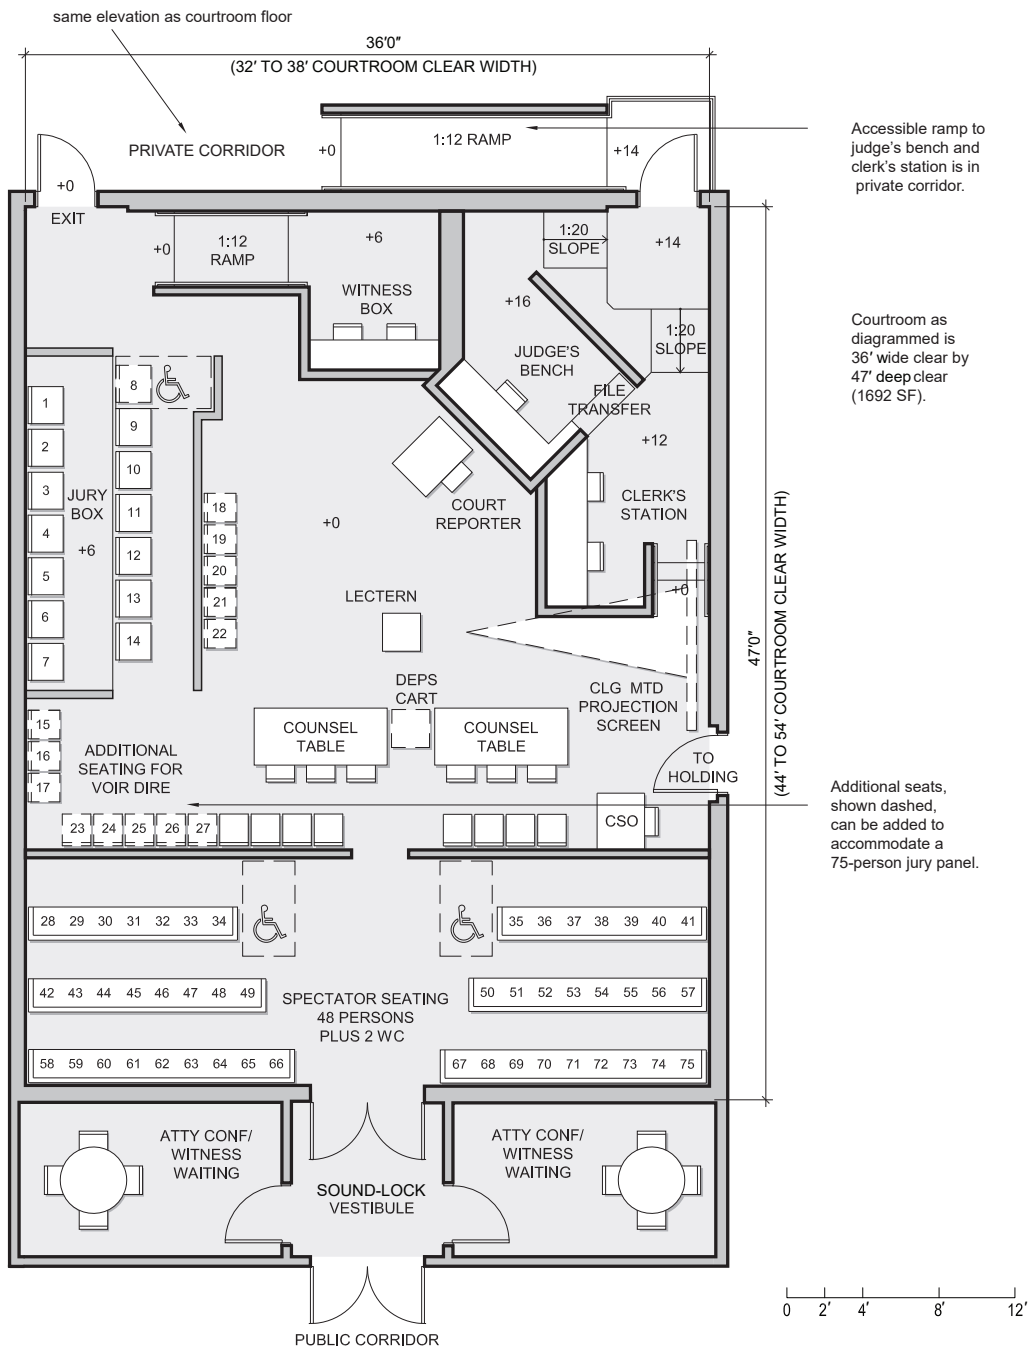 same elevation as courtroom floor
36′0″
(32′ TO 38′ COURTROOM CLEAR WIDTH)
PRIVATE CORRIDOR
+0
1:12 RAMP
+14
Accessible ramp to
judge’s bench and
clerk’s station is in
private corridor.
+0
EXIT
+0
1:12
RAMP
+6
1:20
SLOPE
+14
WITNESS
BOX
+16
1:20
SLOPE
Courtroom as
diagrammed is
36′ wide clear by
47′ deep clear
(1692 SF).
JUDGE’S
BENCH
FILE
TRANSFER
+12
1
2
3
4
5
6
7
JURY
BOX
+6
8
9
10
11
12
13
14
18
19
20
21
22
+0
COURT
REPORTER
CLERK’S
STATION
+0
LECTERN
47′0″
(44′ TO 54′ COURTROOM CLEAR WIDTH)
DEPS
CART
CLG MTD
PROJECTION
SCREEN
COUNSEL
TABLE
COUNSEL
TABLE
TO
HOLDING
15
16
17
ADDITIONAL
SEATING FOR
VOIR DIRE
Additional seats,
shown dashed,
can be added to
accommodate a
75-person jury panel.
23 24 25 26 27
CSO
28 29 30 31 32 33 34
35 36 37 38 39 40 41
42 43 44 45 46 47 48 49
50 51 52 53 54 55 56 57
SPECTATOR SEATING
48 PERSONS
PLUS 2 WC
58 59 60 61 62 63 64 65 66
67 68 69 70 71 72 73 74 75
ATTY CONF/
WITNESS
WAITING
ATTY CONF/
WITNESS
WAITING
SOUND-LOCK
VESTIBULE
PUBLIC CORRIDOR
0 2′ 4′ 8′ 12′